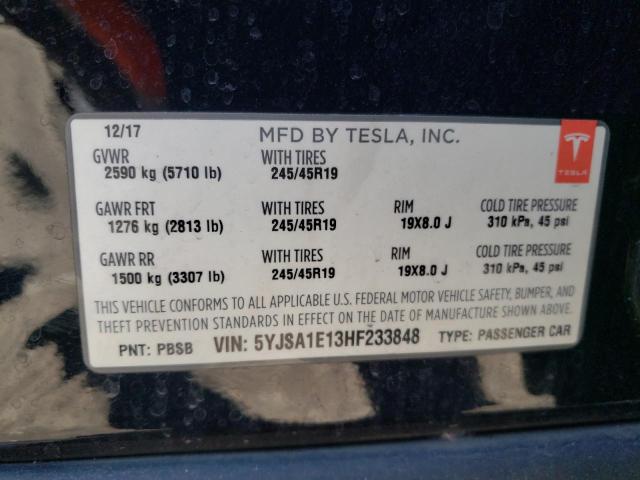 12/17 MFD BY TESLA, INC.
GVWR WITH TIRES
2590 kg (5710 lb) 245/45R19
TESLA
GAWR FRT WITH TIRES RIM COLD TIRE PRESSURE
1276 kg (2813 lb) 245/45R19 19X8.0 J 310 kPa, 45 psi
GAWR RR WITH TIRES RIM COLD TIRE PRESSURE
1500 kg (3307 lb) 245/45R19 19X8.0 J 310 kPa, 45 psi
THIS VEHICLE CONFORMS TO ALL APPLICABLE U.S. FEDERAL MOTOR VEHICLE SAFETY, BUMPER, AND
THEFT PREVENTION STANDARDS IN EFFECT ON THE DATE OF MANUFACTURE SHOWN ABOVE.
PNT: PBSB VIN: 5YJSA1E13HF233848 TYPE: PASSENGER CAR